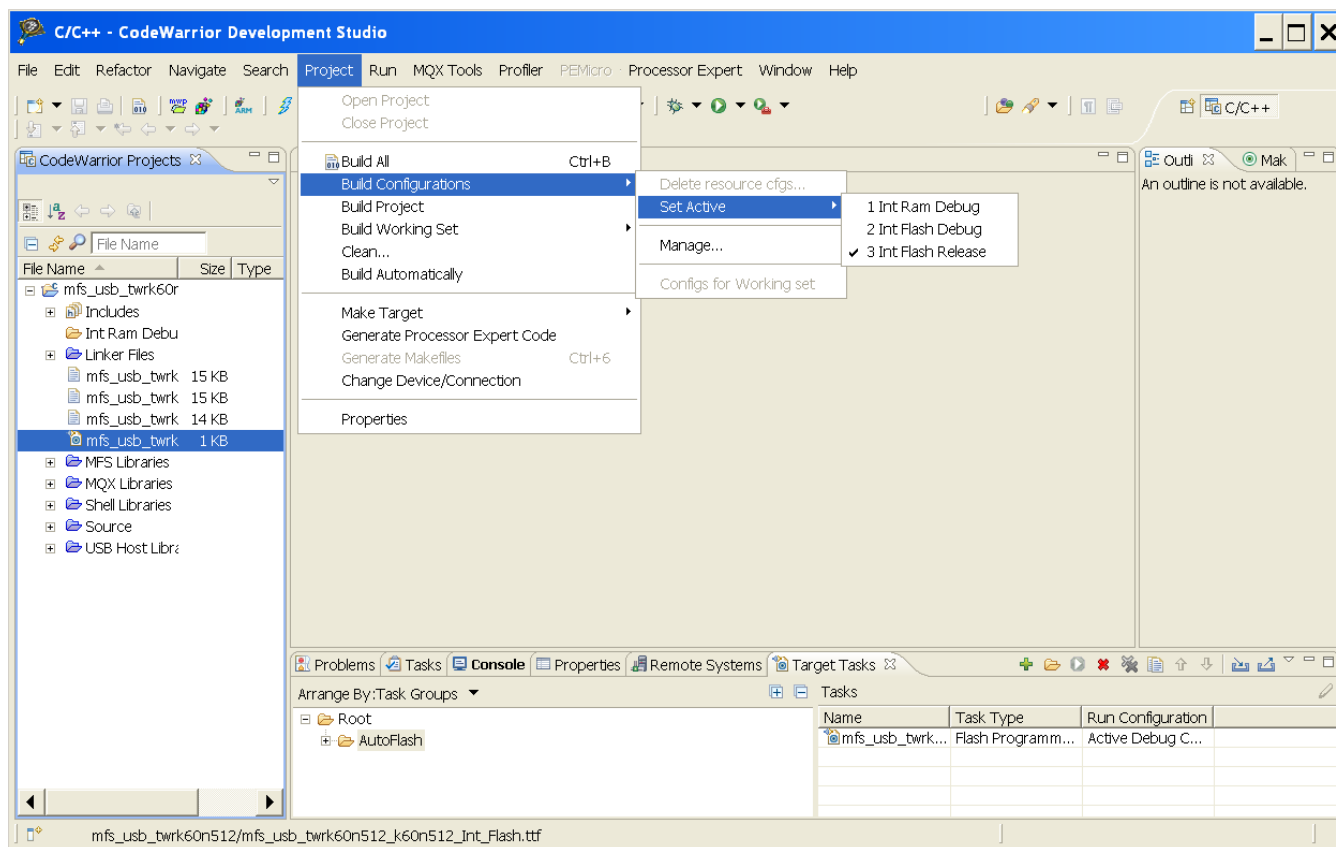 C/C++ - CodeWarrior Development Studio
File Edit Refactor Navigate Search Project Run MQX Tools Profiler PEMicro Processor Expert Window Help
C/C++
Open Project
Close Project
Build All Ctrl+B
Build Configurations
Build Project
Build Working Set
Clean...
Build Automatically
Make Target
Generate Processor Expert Code
Generate Makefiles Ctrl+6
Change Device/Connection
Properties
Delete resource cfgs...
Set Active
Manage...
Configs for Working set
1 Int Ram Debug
2 Int Flash Debug
3 Int Flash Release
CodeWarrior Projects
File Name
File Name Size Type
mfs_usb_twrk60r
Includes
Int Ram Debu
Linker Files
mfs_usb_twrk 15 KB
mfs_usb_twrk 15 KB
mfs_usb_twrk 14 KB
mfs_usb_twrk 1 KB
MFS Libraries
MQX Libraries
Shell Libraries
Source
USB Host Libra
Outli Mak
An outline is not available.
Problems Tasks Console Properties Remote Systems Target Tasks
Arrange By:Task Groups
Root
AutoFlash
Tasks
Name Task Type Run Configuration
mfs_usb_twrk... Flash Programm... Active Debug C...
mfs_usb_twrk60n512/mfs_usb_twrk60n512_k60n512_Int_Flash.ttf